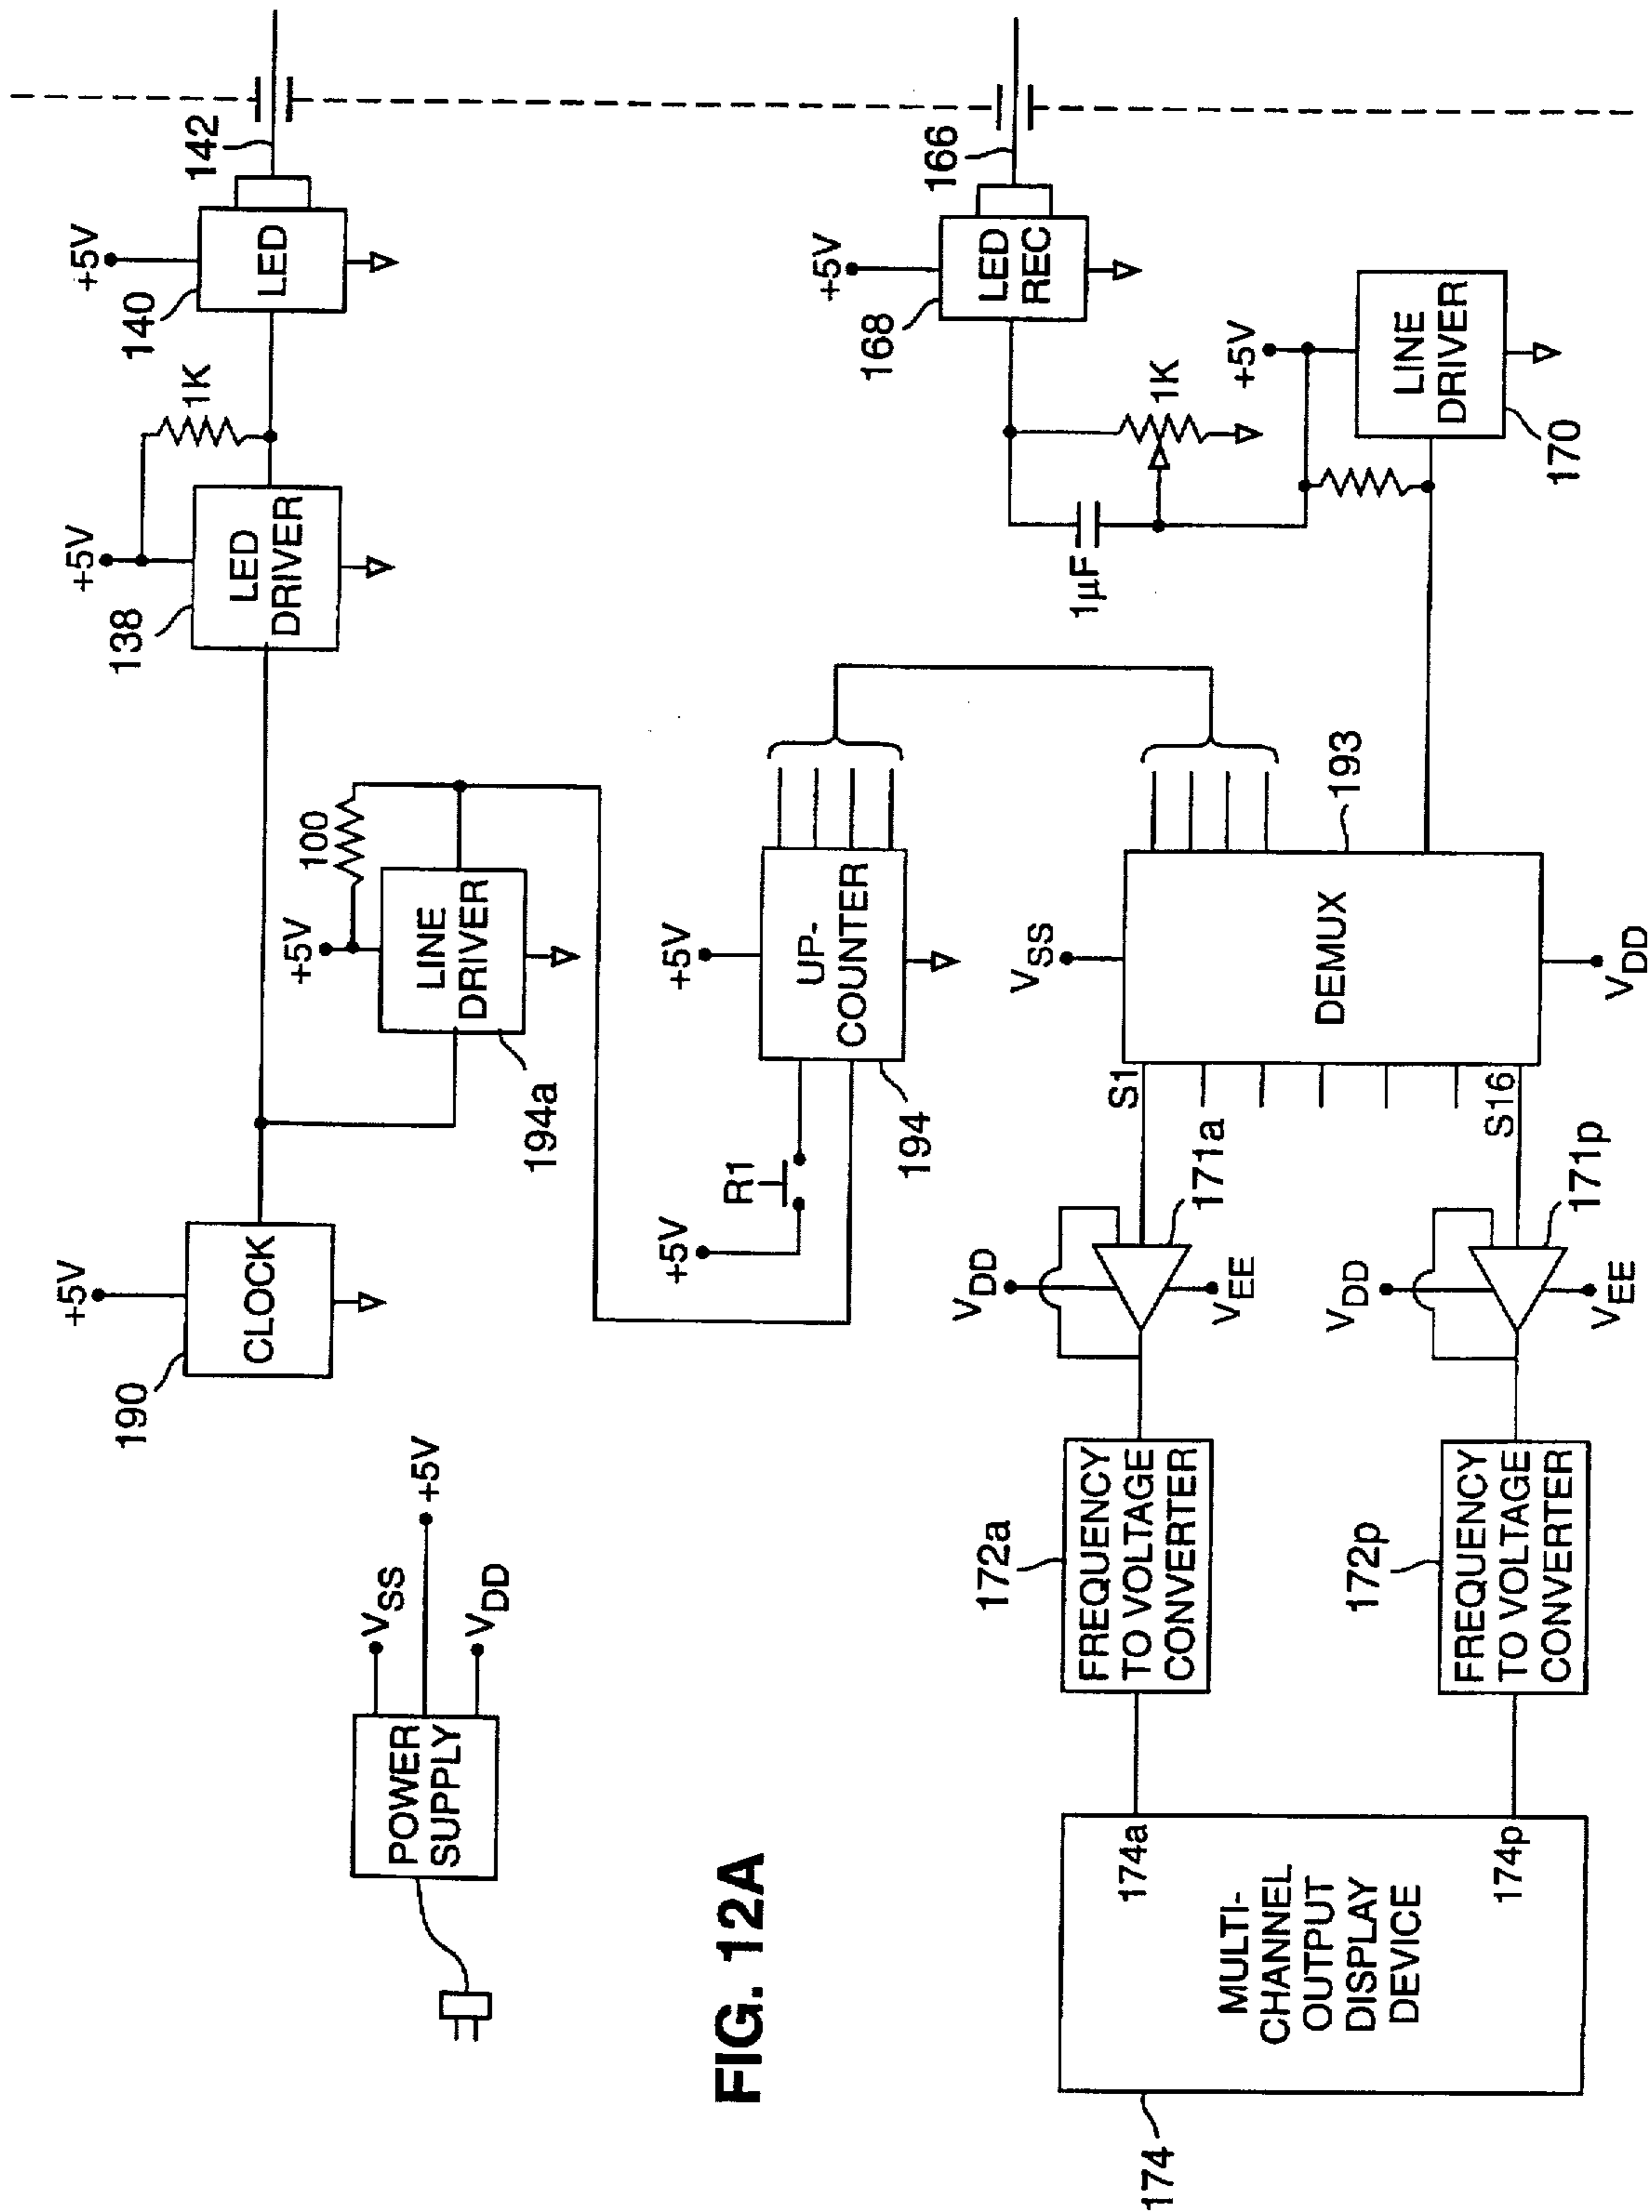 +5V
190
CLOCK
+5V
138
LED
DRIVER
1K
+5V
140
LED
142
+5V
100
LINE
DRIVER
194a
POWER
SUPPLY
VSS
+5V
VDD
+5V
R1
+5V
UP-
COUNTER
194
+5V
168
LED
REC
166
1µF
1K
+5V
LINE
DRIVER
170
VSS
DEMUX
193
VDD
S1
S16
VDD
171a
VEE
VDD
171p
VEE
172a
FREQUENCY
TO VOLTAGE
CONVERTER
172p
FREQUENCY
TO VOLTAGE
CONVERTER
174a
174p
MULTI-
CHANNEL
OUTPUT
DISPLAY
DEVICE
174
FIG. 12A